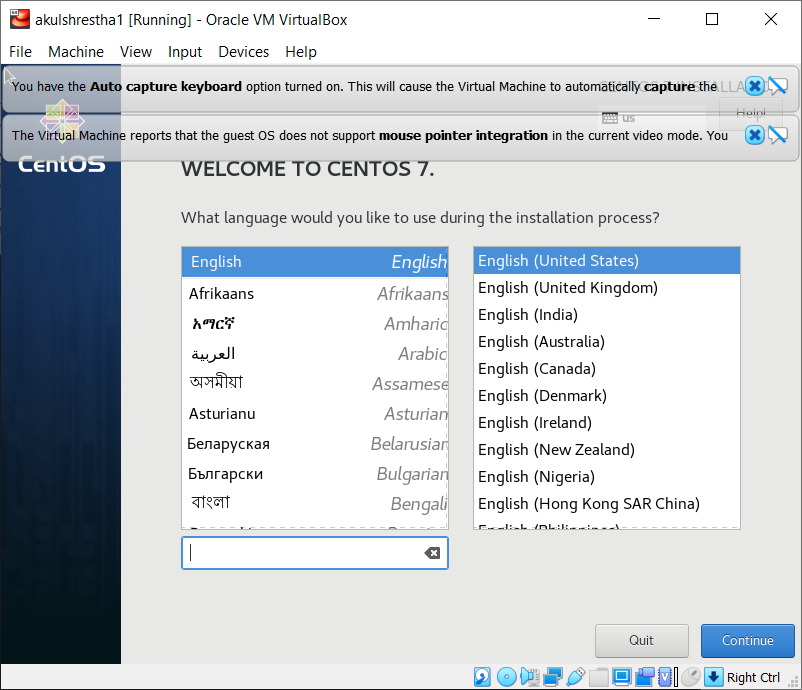 akulshrestha1 [Running] - Oracle VM VirtualBox
File Machine View Input Devices Help
You have the Auto capture keyboard option turned on. This will cause the Virtual Machine to automatically capture the
CENTOS 7 INSTALLA
us
Help!
The Virtual Machine reports that the guest OS does not support mouse pointer integration in the current video mode. You
CentOS
WELCOME TO CENTOS 7.
What language would you like to use during the installation process?
English English
Afrikaans Afrikaans
አማርኛ Amharic
العربية Arabic
অসমীয়া Assamese
Asturianu Asturian
Беларуская Belarusian
Български Bulgarian
বাংলা Bengali
English (United States)
English (United Kingdom)
English (India)
English (Australia)
English (Canada)
English (Denmark)
English (Ireland)
English (New Zealand)
English (Nigeria)
English (Hong Kong SAR China)
English (Philippines)
Quit Continue
Right Ctrl